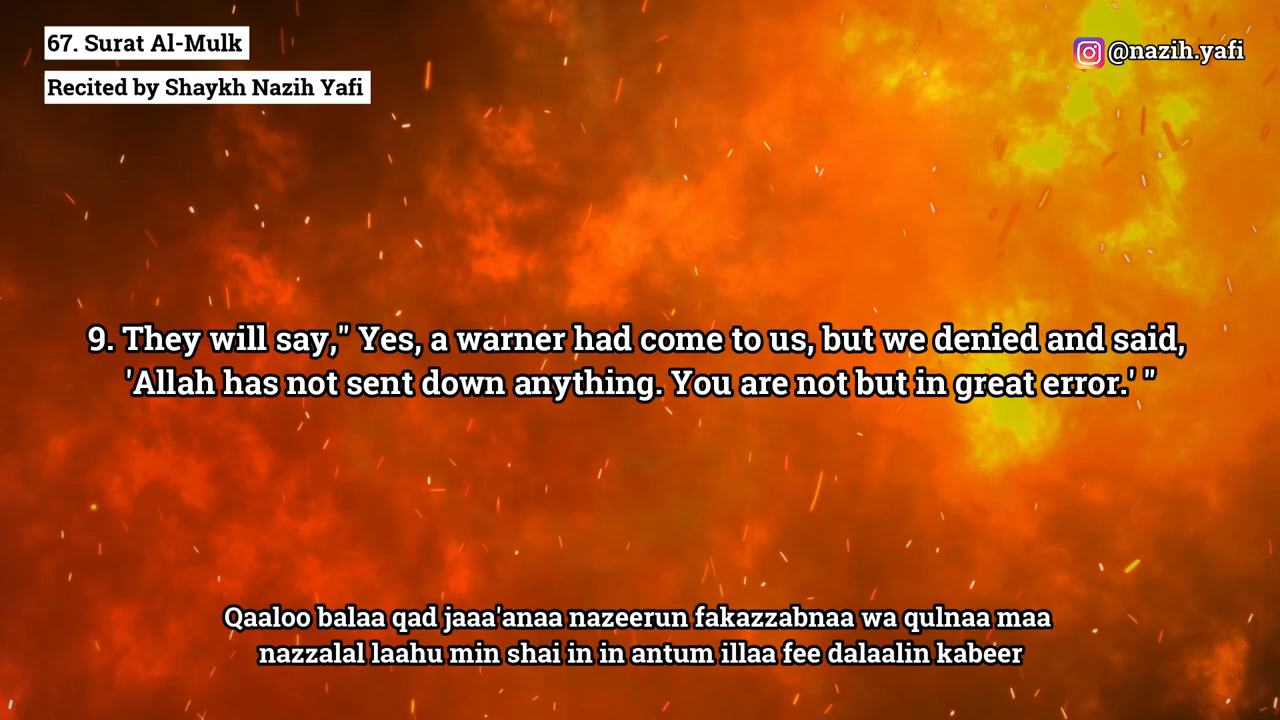 67. Surat Al-Mulk
Recited by Shaykh Nazih Yafi
@nazih.yafi
9. They will say," Yes, a warner had come to us, but we denied and said,
'Allah has not sent down anything. You are not but in great error.' "
Qaaloo balaa qad jaaa'anaa nazeerun fakazzabnaa wa qulnaa maa
nazzalal laahu min shai in in antum illaa fee dalaalin kabeer